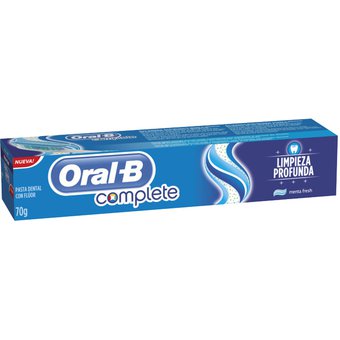 NUEVA!
Oral-B
complete
PASTA DENTAL
CON FLÚOR
70g
LIMPIEZA
PROFUNDA
menta fresh